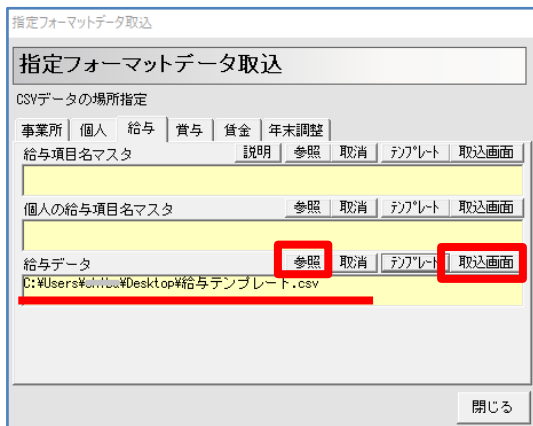 指定フォーマットデータ取込
指定フォーマットデータ取込
CSVデータの場所指定
事業所 個人 給与 賞与 賃金 年末調整
給与項目名マスタ 説明 参照 取消 ﾃﾝﾌﾟﾚｰﾄ 取込画面
個人の給与項目名マスタ 参照 取消 ﾃﾝﾌﾟﾚｰﾄ 取込画面
給与データ 参照 取消 ﾃﾝﾌﾟﾚｰﾄ 取込画面
C:¥Users¥ ¥Desktop¥給与テンプレート.csv
閉じる